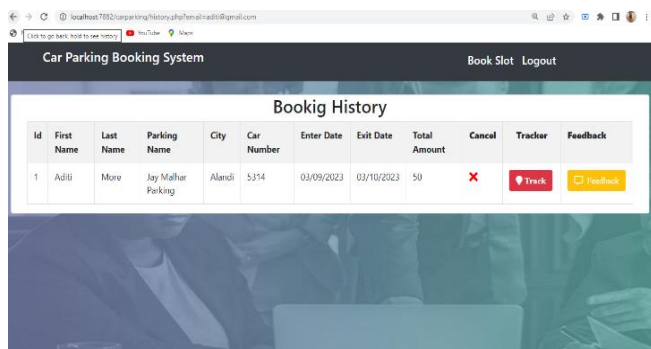 localhost:7882/carparking/history.php?email=aditi@gmail.com
Click to go back, hold to see history
YouTube Maps
Car Parking Booking System Book Slot Logout
Bookig History
Id First Name Last Name Parking Name City Car Number Enter Date Exit Date Total Amount Cancel Tracker Feedback
1 Aditi More Jay Malhar Parking Alandi 5314 03/09/2023 03/10/2023 50 Track Feedback